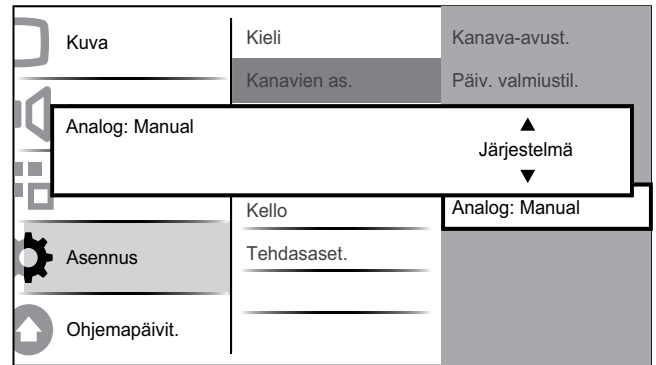 Kuva
Kieli
Kanava-avust.
Kanavien as.
Päiv. valmiustil.
Analog: Manual
Järjestelmä
Kello
Analog: Manual
Asennus
Tehdasaset.
Ohjemapäivit.